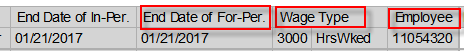 End Date of In-Per. End Date of For-Per. Wage Type Employee
01/21/2017 01/21/2017 3000 HrsWked 11054320